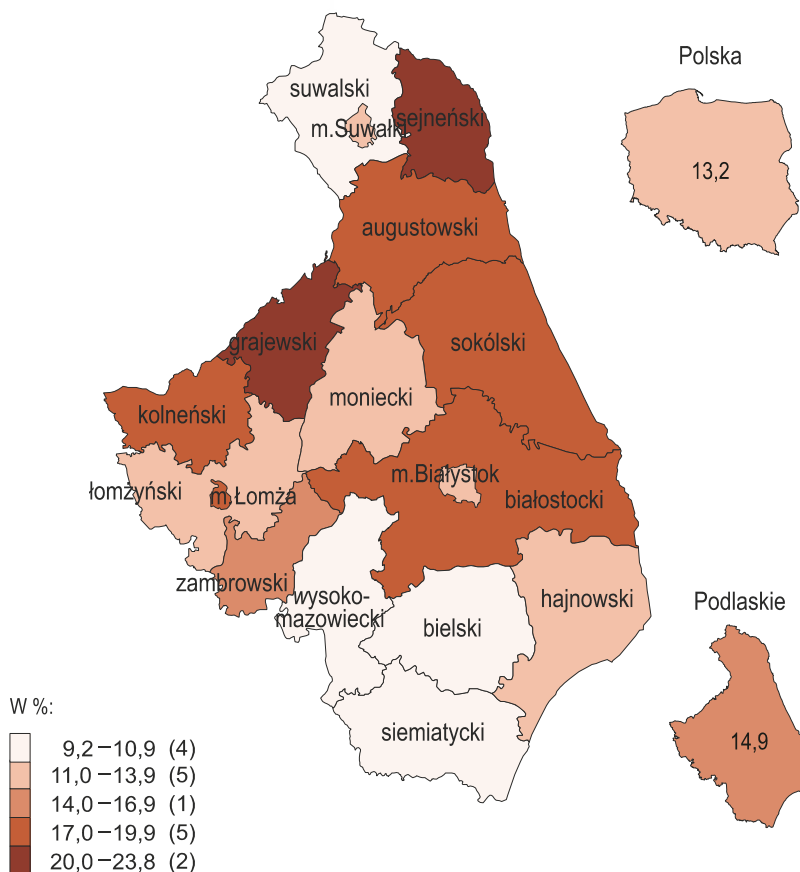 Polska
suwalski
m.Suwałki
sejneński
13,2
augustowski
grajewski
sokólski
moniecki
kolneński
m.Białystok
łomżyński
m.Łomża
białostocki
zambrowski
wysoko-
mazowiecki
hajnowski
Podlaskie
bielski
siemiatycki
14,9
W %:
9,2–10,9 (4)
11,0–13,9 (5)
14,0–16,9 (1)
17,0–19,9 (5)
20,0–23,8 (2)